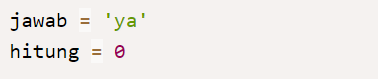 jawab = 'ya'
hitung = 0